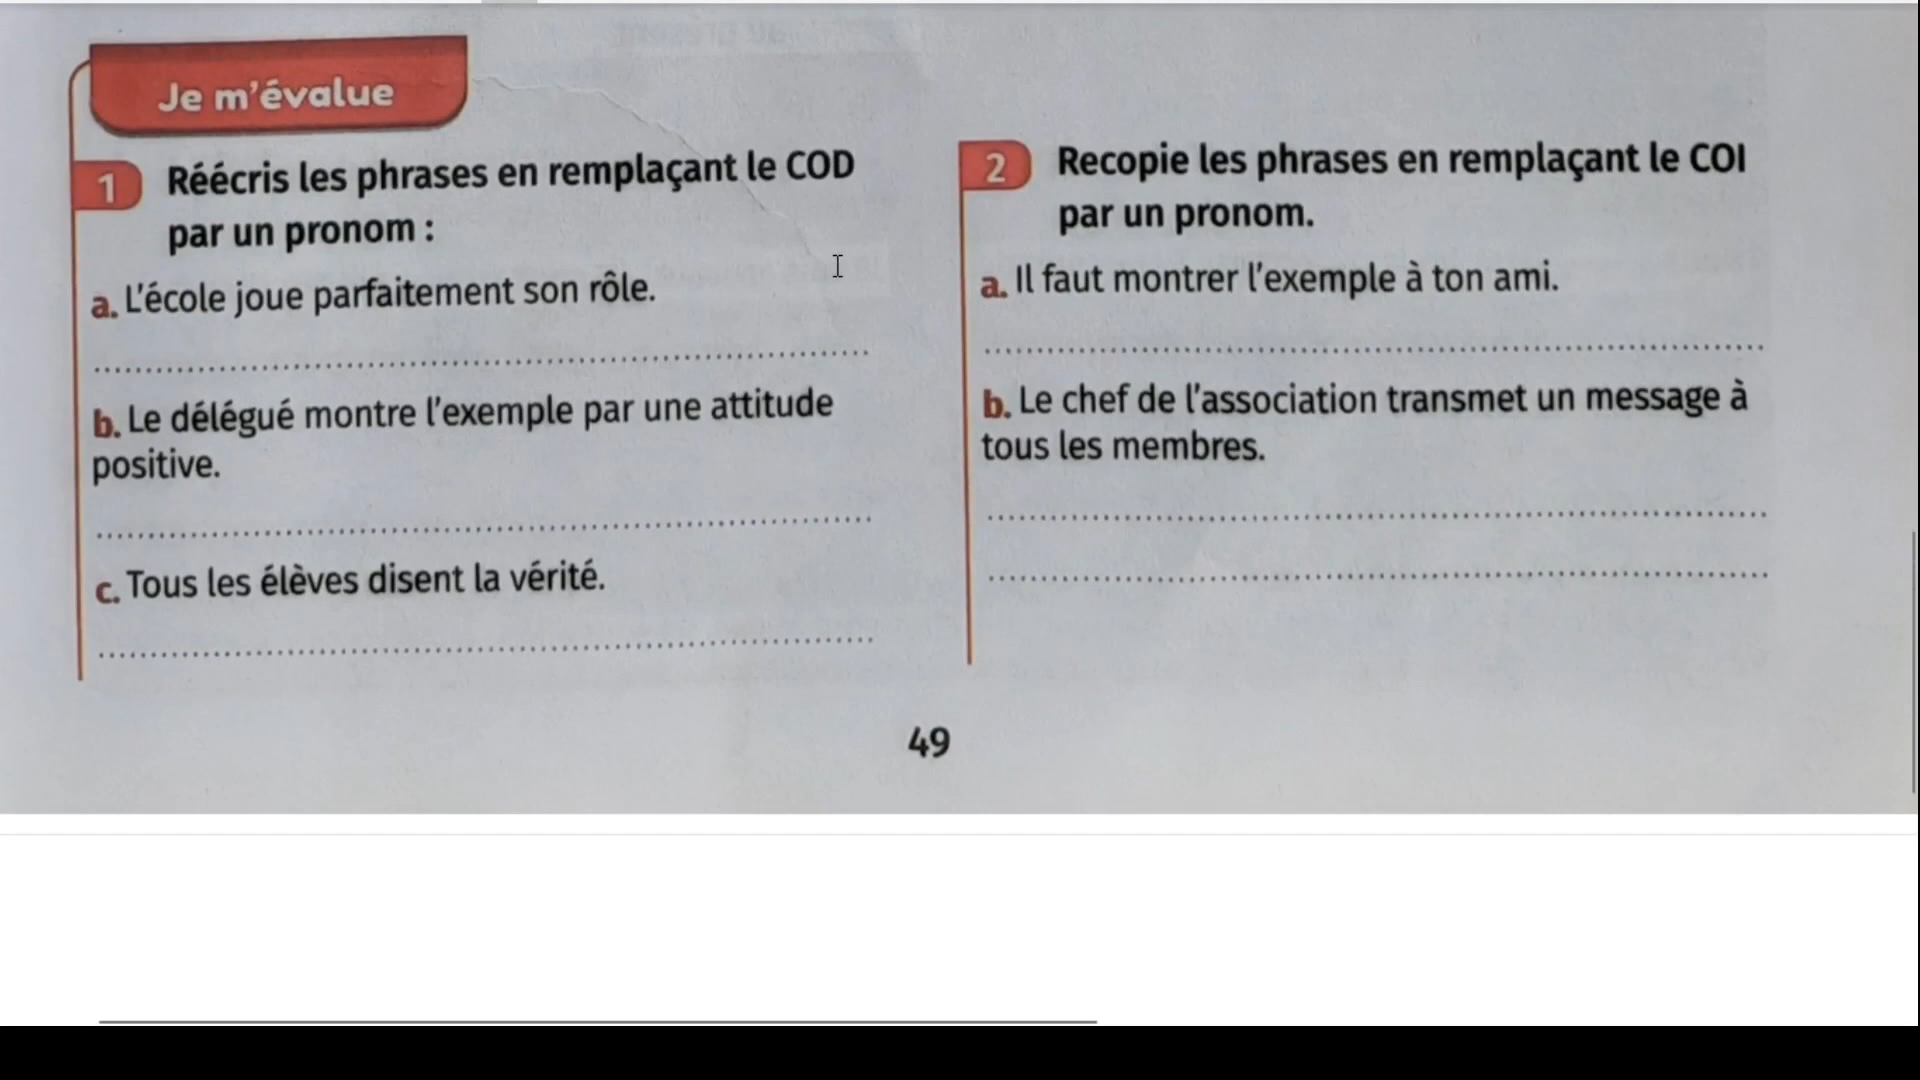 Je m'évalue
1 Réécris les phrases en remplaçant le COD
par un pronom :
a. L'école joue parfaitement son rôle.
b. Le délégué montre l'exemple par une attitude
positive.
c. Tous les élèves disent la vérité.
2 Recopie les phrases en remplaçant le COI
par un pronom.
a. Il faut montrer l'exemple à ton ami.
b. Le chef de l'association transmet un message à
tous les membres.
49